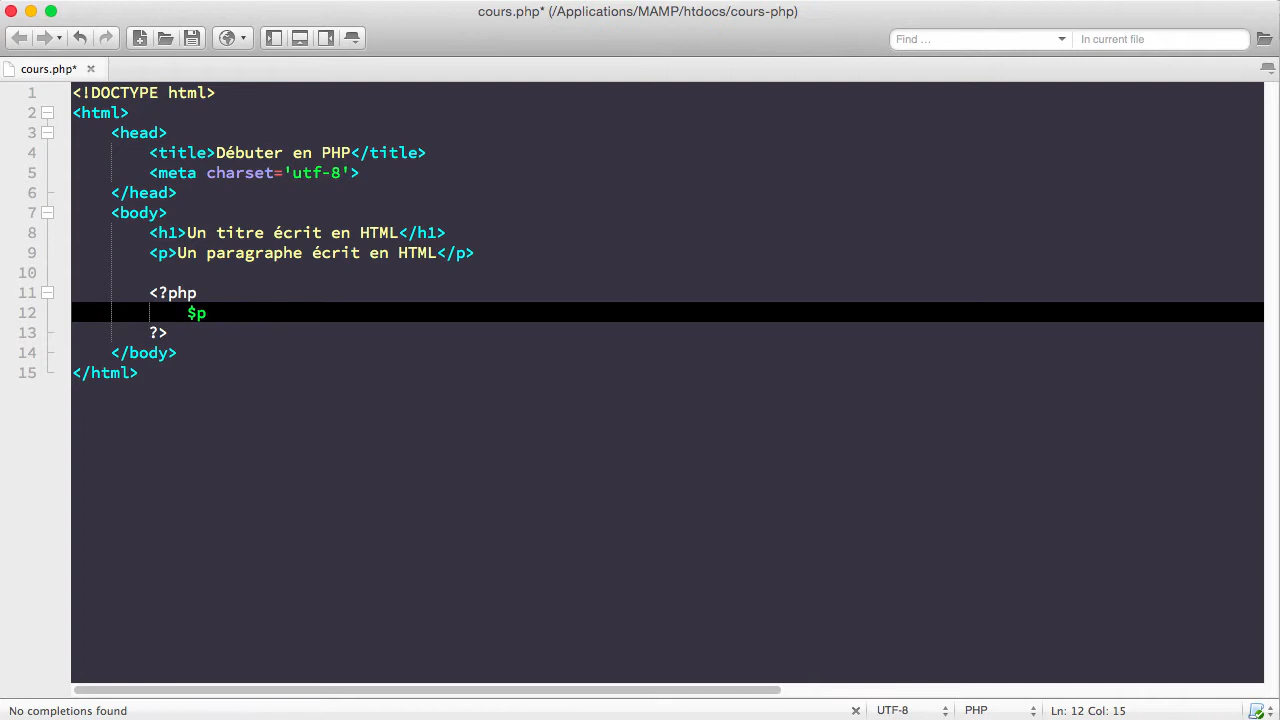 cours.php* (/Applications/MAMP/htdocs/cours-php)
Find ...
In current file
cours.php*
1 <!DOCTYPE html>
2 <html>
3 <head>
4 <title>Débuter en PHP</title>
5 <meta charset='utf-8'>
6 </head>
7 <body>
8 <h1>Un titre écrit en HTML</h1>
9 <p>Un paragraphe écrit en HTML</p>
10
11 <?php
12 $p
13 ?>
14 </body>
15 </html>
No completions found
UTF-8
PHP
Ln: 12 Col: 15